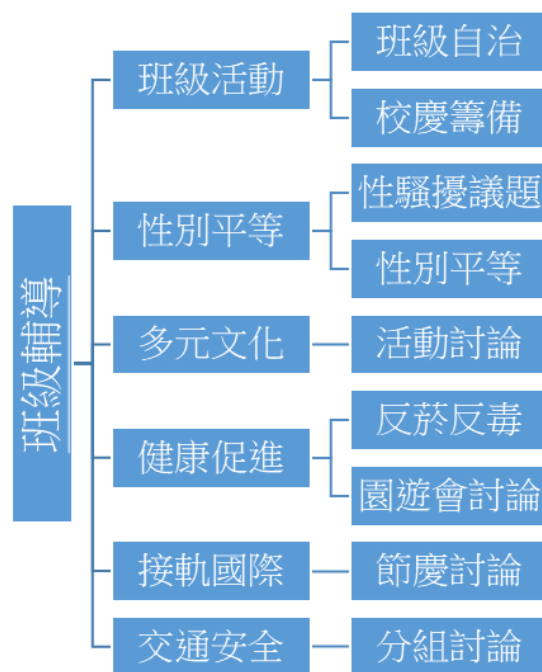 班級輔導
班級活動
班級自治
校慶籌備
性別平等
性騷擾議題
性別平等
多元文化
活動討論
健康促進
反菸反毒
園遊會討論
接軌國際
節慶討論
交通安全
分組討論